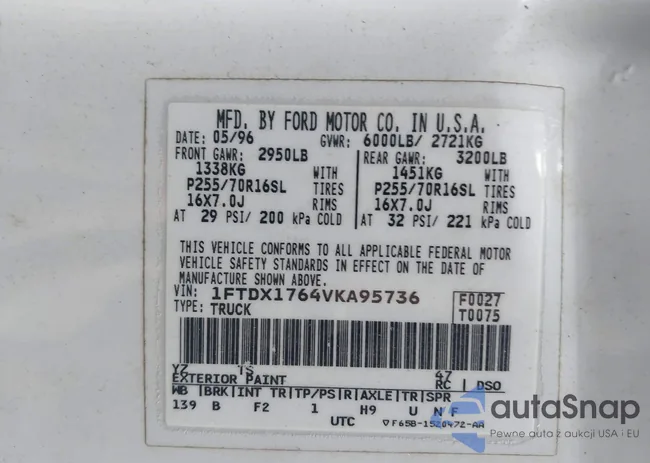 MFD. BY FORD MOTOR CO. IN U.S.A.
DATE: 05/96 GVWR: 6000LB/ 2721KG
FRONT GAWR: 2950LB REAR GAWR: 3200LB
1338KG WITH 1451KG WITH
P255/70R16SL TIRES P255/70R16SL TIRES
16X7.0J RIMS 16X7.0J RIMS
AT 29 PSI/ 200 kPa COLD AT 32 PSI/ 221 kPa COLD
THIS VEHICLE CONFORMS TO ALL APPLICABLE FEDERAL MOTOR
VEHICLE SAFETY STANDARDS IN EFFECT ON THE DATE OF
MANUFACTURE SHOWN ABOVE.
VIN: 1FTDX1764VKA95736 F0027
TYPE: TRUCK T0075
YZ TS 47
EXTERIOR PAINT RC | DSO
WB |BRK|INT TR|TP/PS|R|AXLE|TR|SPR
139 B F2 1 H9 U N F
UTC F65B-1520472-AA
autaSnap
Pewne auta z aukcji USA i EU